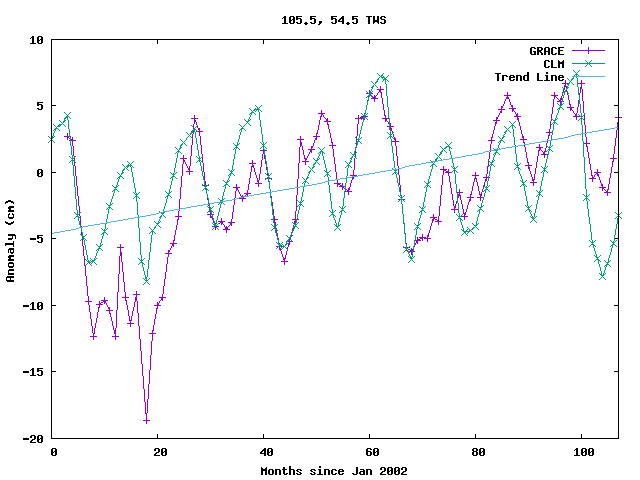 105.5, 54.5 TWS
10
5
0
-5
-10
-15
-20
Anomaly (cm)
GRACE
CLM
Trend Line
0 20 40 60 80 100
Months since Jan 2002